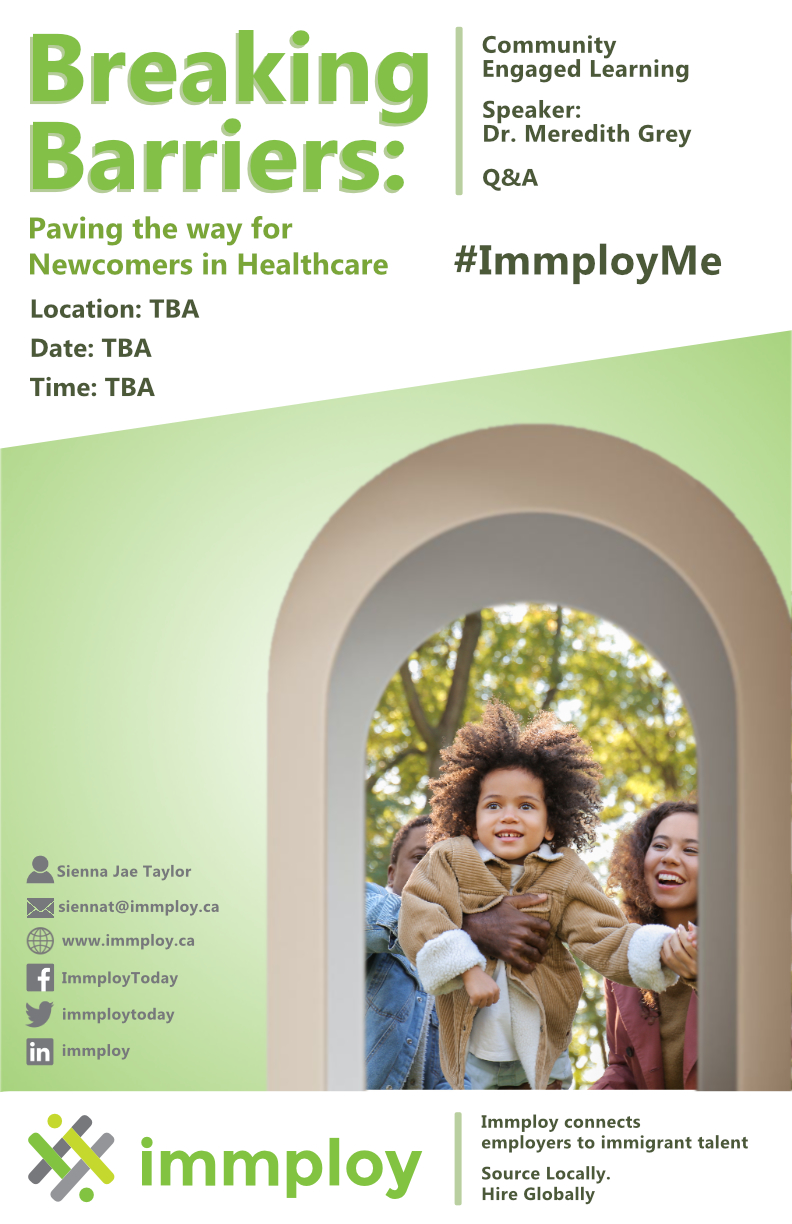 Breaking
Barriers:
Paving the way for
Newcomers in Healthcare
Location: TBA
Date: TBA
Time: TBA
Community
Engaged Learning
Speaker:
Dr. Meredith Grey
Q&A
#ImmployMe
Sienna Jae Taylor
siennat@immploy.ca
www.immploy.ca
ImmployToday
immploytoday
immploy
immploy
Immploy connects
employers to immigrant talent
Source Locally.
Hire Globally